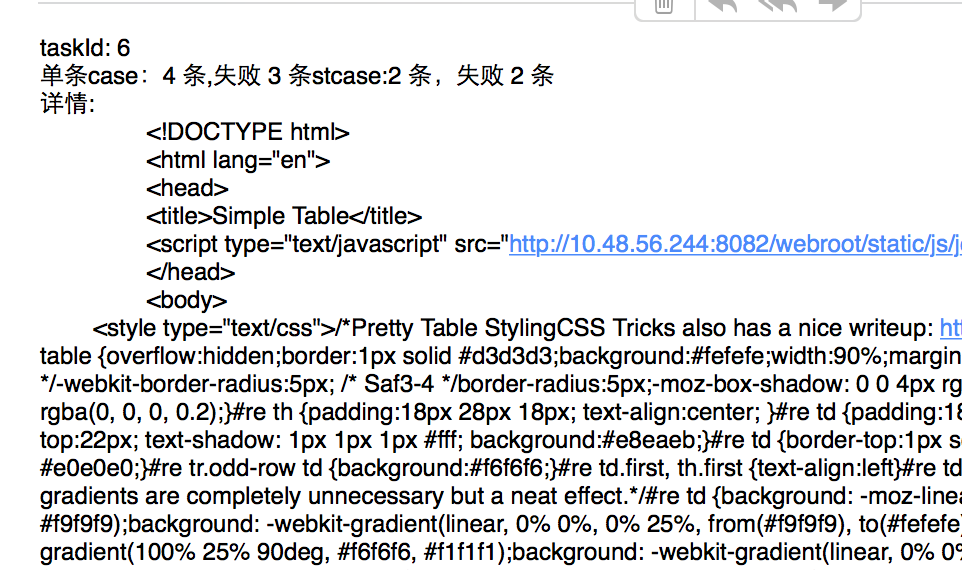 taskId: 6
单条case：4 条,失败 3 条stcase:2 条，失败 2 条
详情:
<!DOCTYPE html>
<html lang="en">
<head>
<title>Simple Table</title>
<script type="text/javascript" src="http://10.48.56.244:8082/webroot/static/js/j
</head>
<body>
<style type="text/css">/*Pretty Table StylingCSS Tricks also has a nice writeup: htt
table {overflow:hidden;border:1px solid #d3d3d3;background:#fefefe;width:90%;margin
*/-webkit-border-radius:5px; /* Saf3-4 */border-radius:5px;-moz-box-shadow: 0 0 4px rg
rgba(0, 0, 0, 0.2);}#re th {padding:18px 28px 18px; text-align:center; }#re td {padding:18
top:22px; text-shadow: 1px 1px 1px #fff; background:#e8eaeb;}#re td {border-top:1px s
#e0e0e0;}#re tr.odd-row td {background:#f6f6f6;}#re td.first, th.first {text-align:left}#re td
gradients are completely unnecessary but a neat effect.*/#re td {background: -moz-linea
#f9f9f9);background: -webkit-gradient(linear, 0% 0%, 0% 25%, from(#f9f9f9), to(#fefefe)
gradient(100% 25% 90deg, #f6f6f6, #f1f1f1);background: -webkit-gradient(linear, 0% 0%